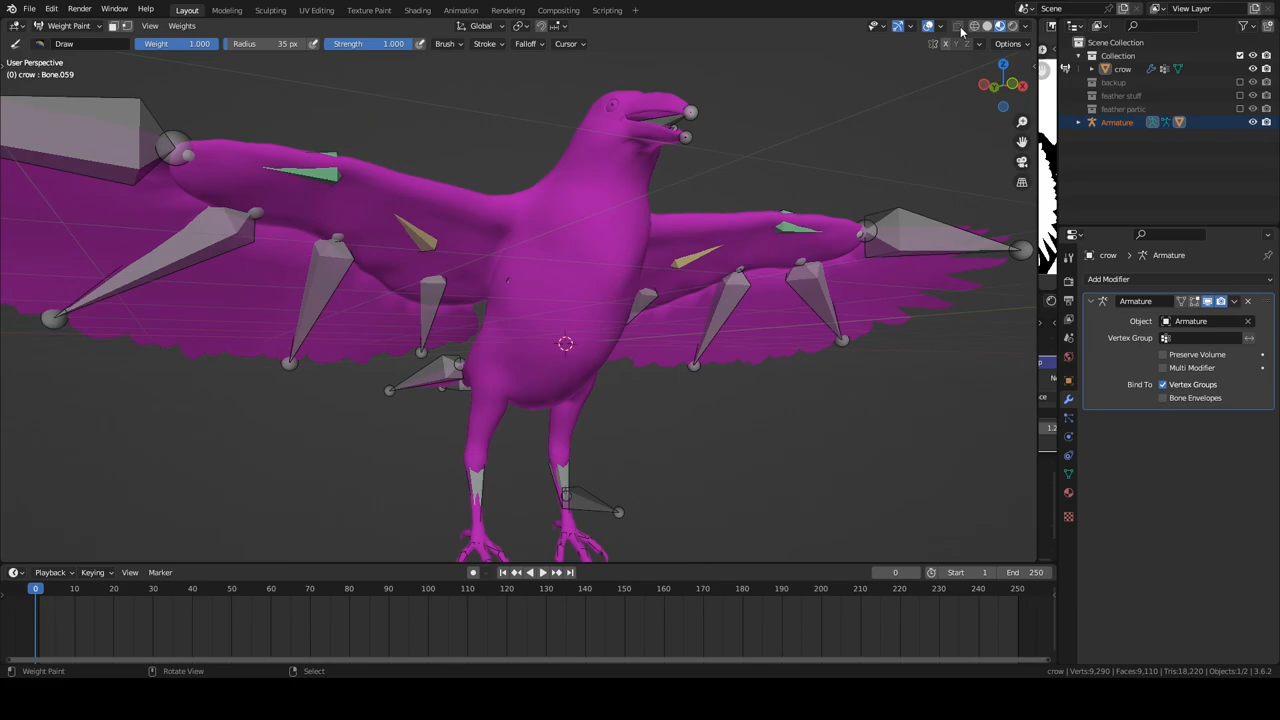 File Edit Render Window Help Layout Modeling Sculpting UV Editing Texture Paint Shading Animation Rendering Compositing Scripting + Scene View Layer
Weight Paint View Weights Global
Draw Weight 1.000 Radius 35 px Strength 1.000 Brush Stroke Falloff Cursor X Y Z Options
User Perspective
(0) crow : Bone.059
Z
Y
X
Scene Collection
Collection
crow
backup
feather stuff
feather partic
Armature
crow Armature
Add Modifier
Armature
Object Armature
Vertex Group
Preserve Volume
Multi Modifier
Bind To Vertex Groups
Bone Envelopes
Playback Keying View Marker 0 Start 1 End 250
0 10 20 30 40 50 60 70 80 90 100 110 120 130 140 150 160 170 180 190 200 210 220 230 240 250
Weight Paint Rotate View Select crow | Verts:9,290 | Faces:9,110 | Tris:18,220 | Objects:1/2 | 3.6.2